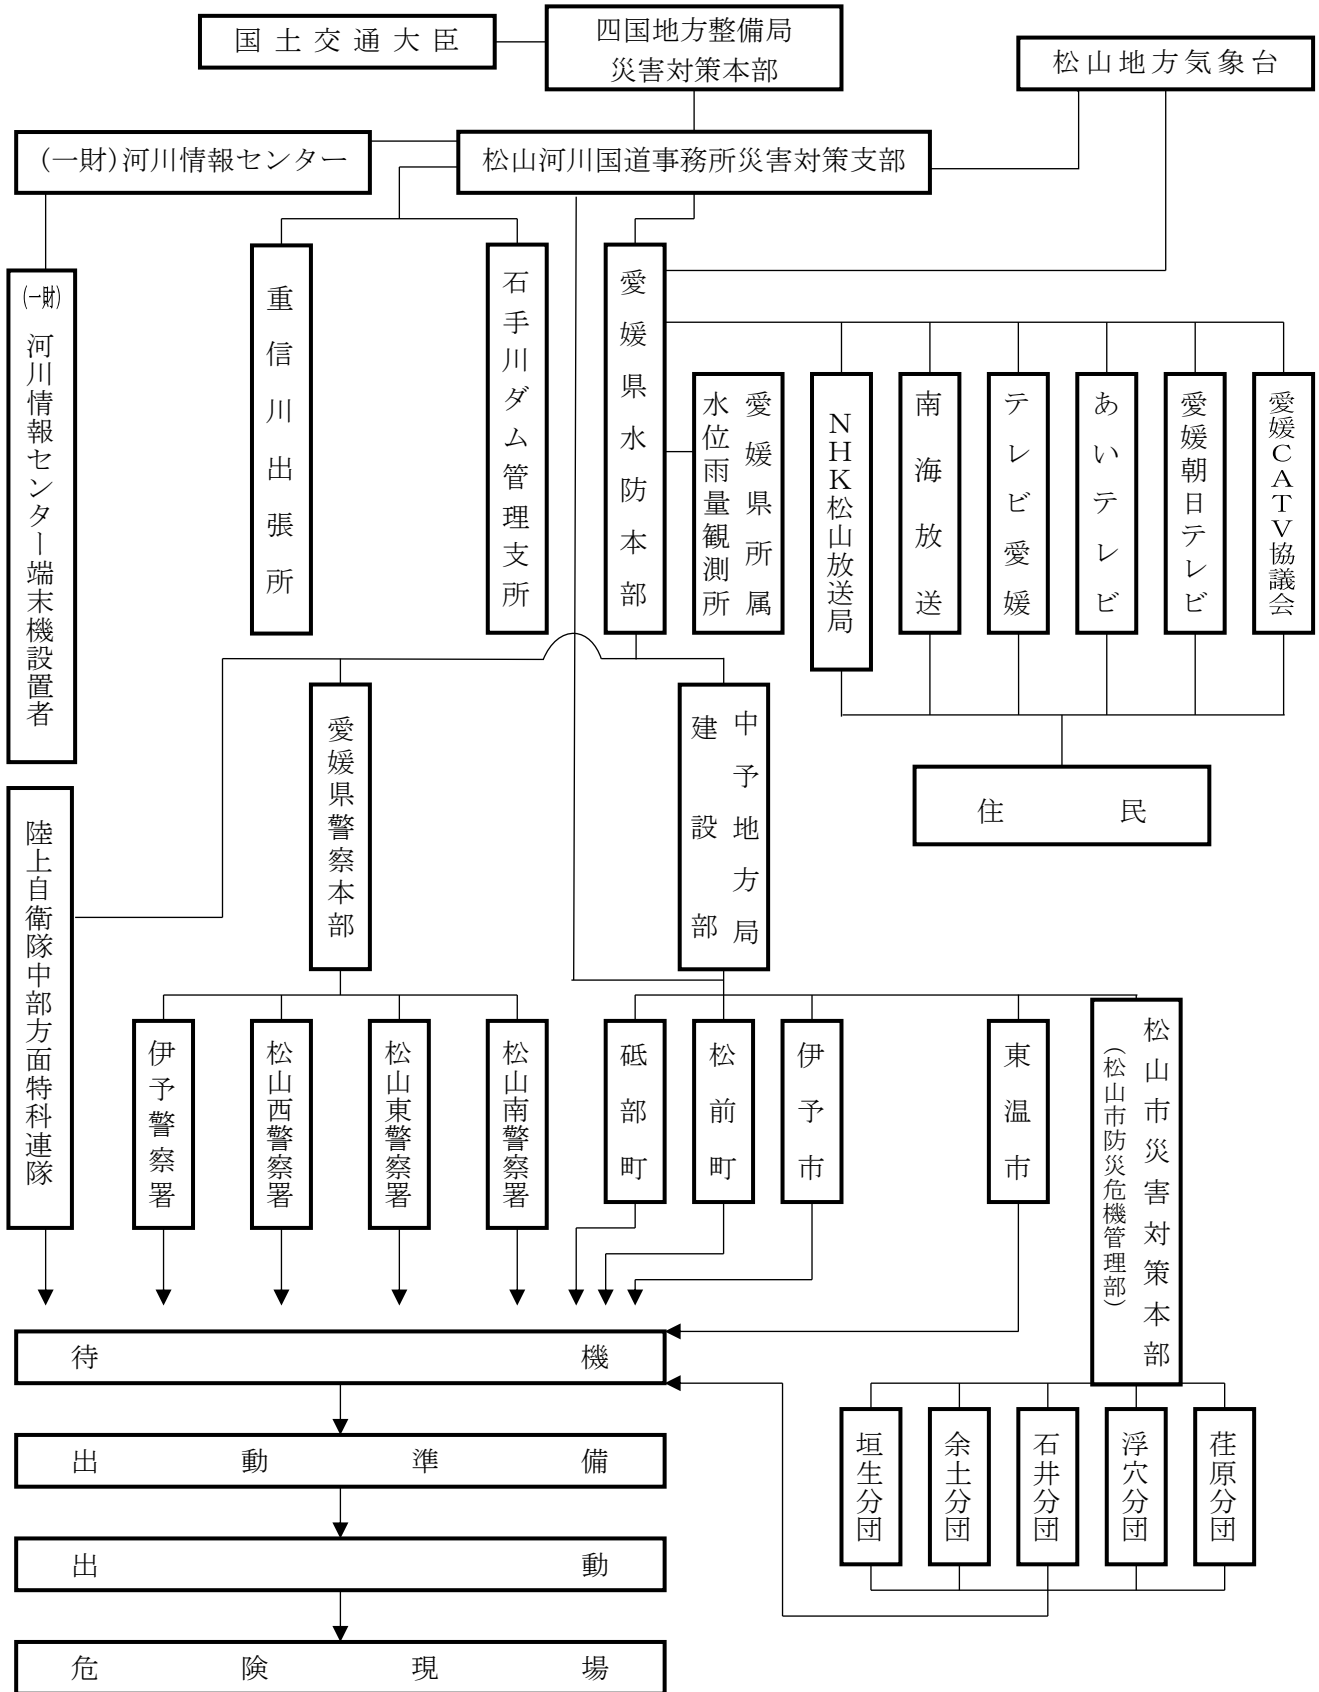 国土交通大臣
四国地方整備局
災害対策本部
松山地方気象台
(一財)河川情報センター
松山河川国道事務所災害対策支部
(一財)河川情報センター端末機設置者
重信川出張所
石手川ダム管理支所
愛媛県水防本部
愛媛県所属
水位雨量観測所
NHK松山放送局
南海放送
テレビ愛媛
あいテレビ
愛媛朝日テレビ
愛媛CATV協議会
住民
陸上自衛隊中部方面特科連隊
愛媛県警察本部
中予地方局
建設部
伊予警察署
松山西警察署
松山東警察署
松山南警察署
砥部町
松前町
伊予市
東温市
松山市災害対策本部
(松山市防災危機管理部)
待機
出動準備
出動
危険現場
垣生分団
余土分団
石井分団
浮穴分団
荏原分団